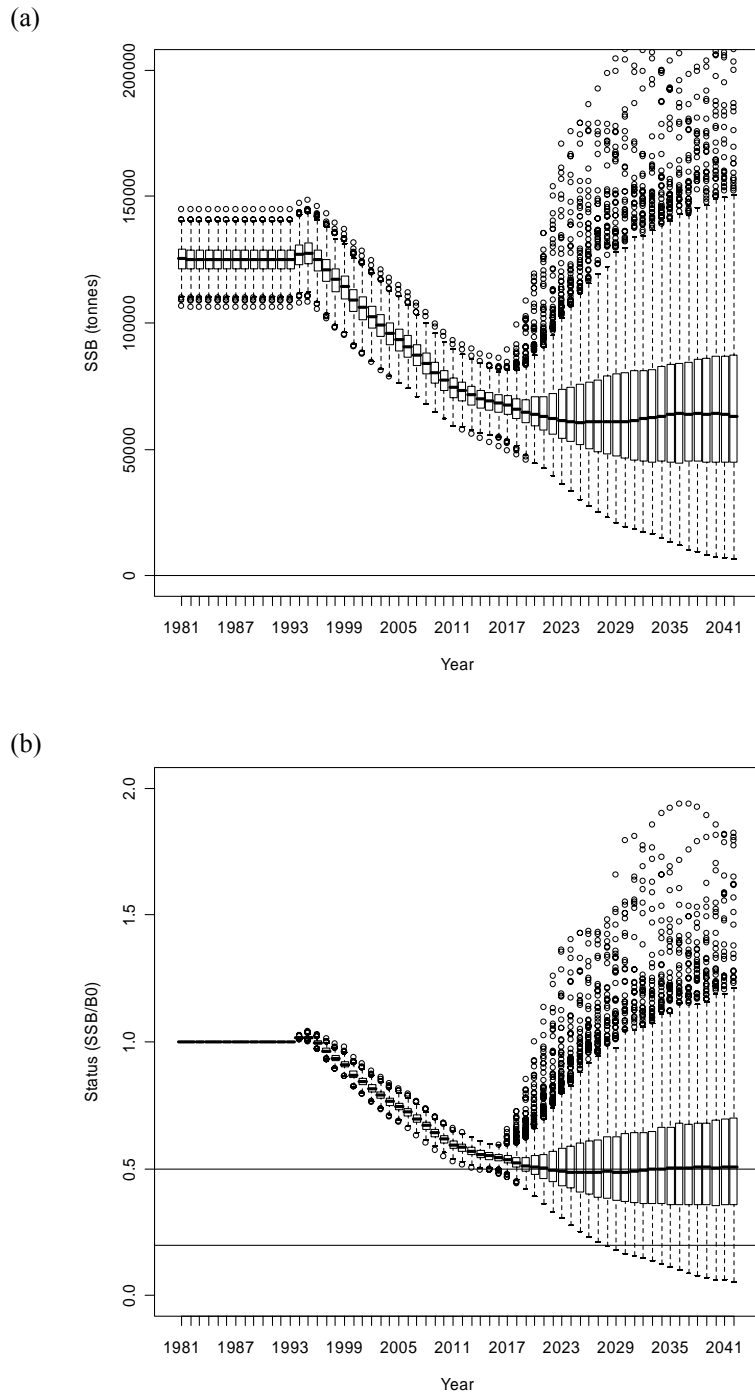 (a)
200000
150000
100000
50000
0
SSB (tonnes)
1981 1987 1993 1999 2005 2011 2017 2023 2029 2035 2041
Year
(b)
2.0
1.5
1.0
0.5
0.0
Status (SSB/B0)
1981 1987 1993 1999 2005 2011 2017 2023 2029 2035 2041
Year